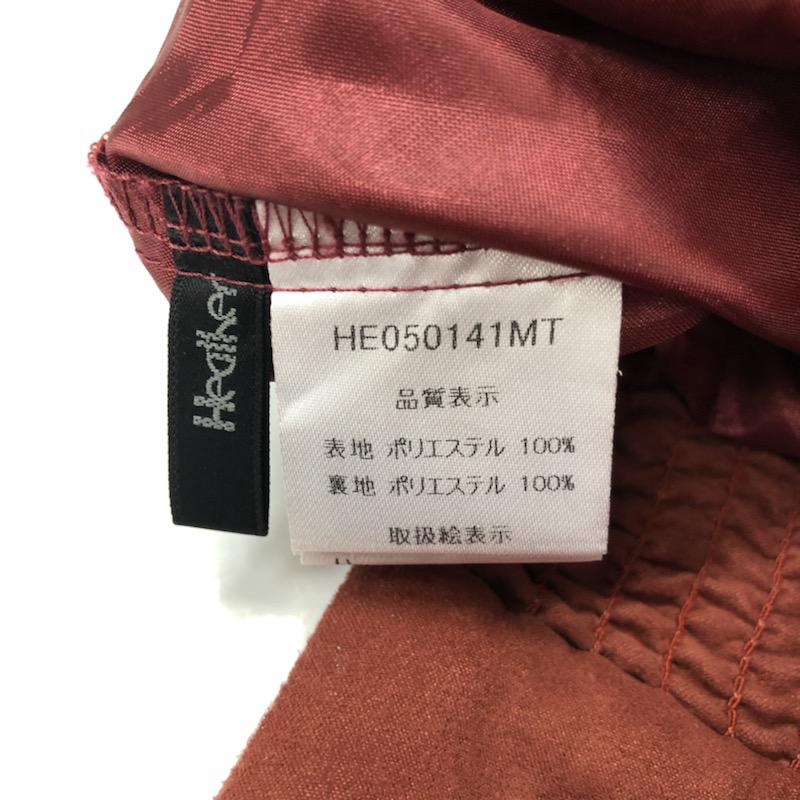 Heather
HE050141MT
品質表示
表地 ポリエステル 100%
裏地 ポリエステル 100%
取扱絵表示